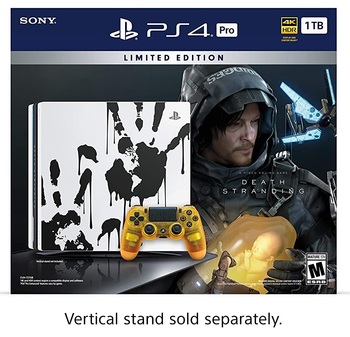 SONY.
PS4 Pro
4K
HDR
1TB
LIMITED EDITION
BRIDGES
A HIDEO KOJIMA GAME
DEATH
STRANDING
MATURE 17+
M
ESRB
Vertical stand sold separately.